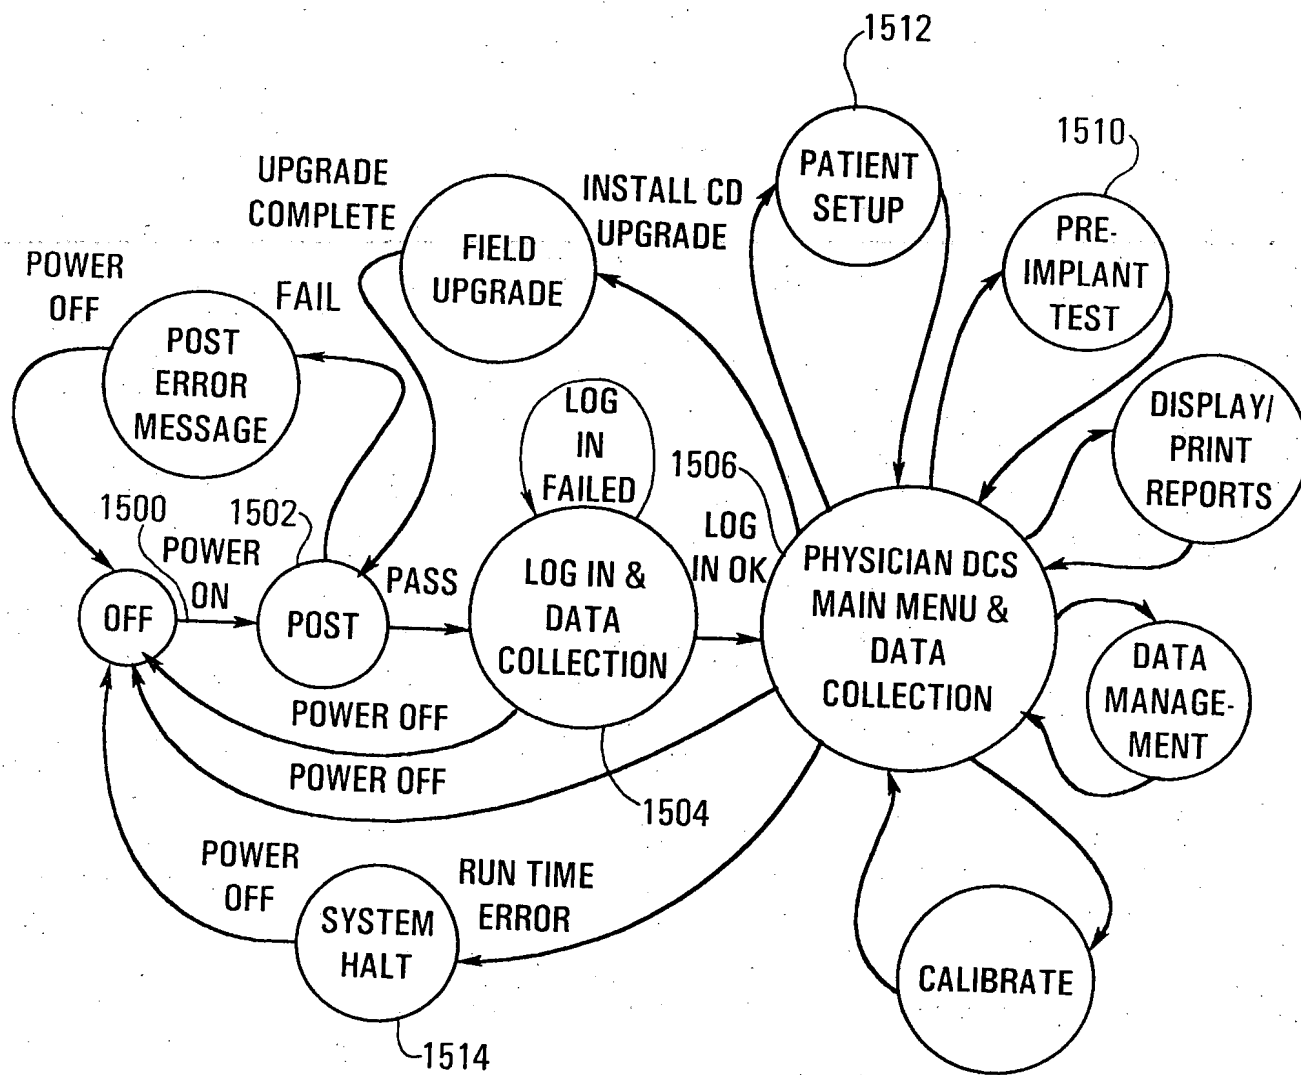 1512
1510
PATIENT
SETUP
PRE-
IMPLANT
TEST
UPGRADE
COMPLETE
INSTALL CD
UPGRADE
FIELD
UPGRADE
POWER
OFF
FAIL
POST
ERROR
MESSAGE
DISPLAY/
PRINT
REPORTS
LOG
IN
FAILED
1506
1500
1502
POWER
ON
PASS
LOG
IN OK
OFF
POST
LOG IN &
DATA
COLLECTION
PHYSICIAN DCS
MAIN MENU &
DATA
COLLECTION
DATA
MANAGE-
MENT
POWER OFF
POWER OFF
1504
POWER
OFF
RUN TIME
ERROR
SYSTEM
HALT
CALIBRATE
1514